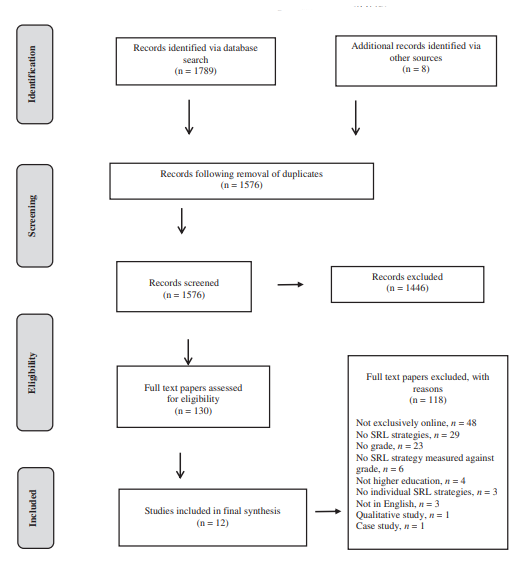 Identification
Records identified via database
search
(n = 1789)
Additional records identified via
other sources
(n = 8)
Screening
Records following removal of duplicates
(n = 1576)
Records screened
(n = 1576)
Records excluded
(n = 1446)
Eligibility
Full text papers assessed
for eligibility
(n = 130)
Full text papers excluded, with
reasons
(n = 118)
Not exclusively online, n = 48
No SRL strategies, n = 29
No grade, n = 23
No SRL strategy measured against
grade, n = 6
Not higher education, n = 4
No individual SRL strategies, n = 3
Not in English, n = 3
Qualitative study, n = 1
Case study, n = 1
Included
Studies included in final synthesis
(n = 12)